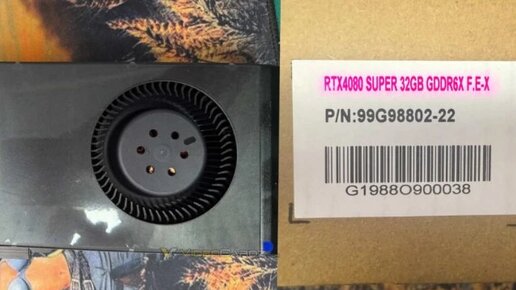 RTX4080 SUPER 32GB GDDR6X F.E-X
P/N:99G98802-22
G1988O900038